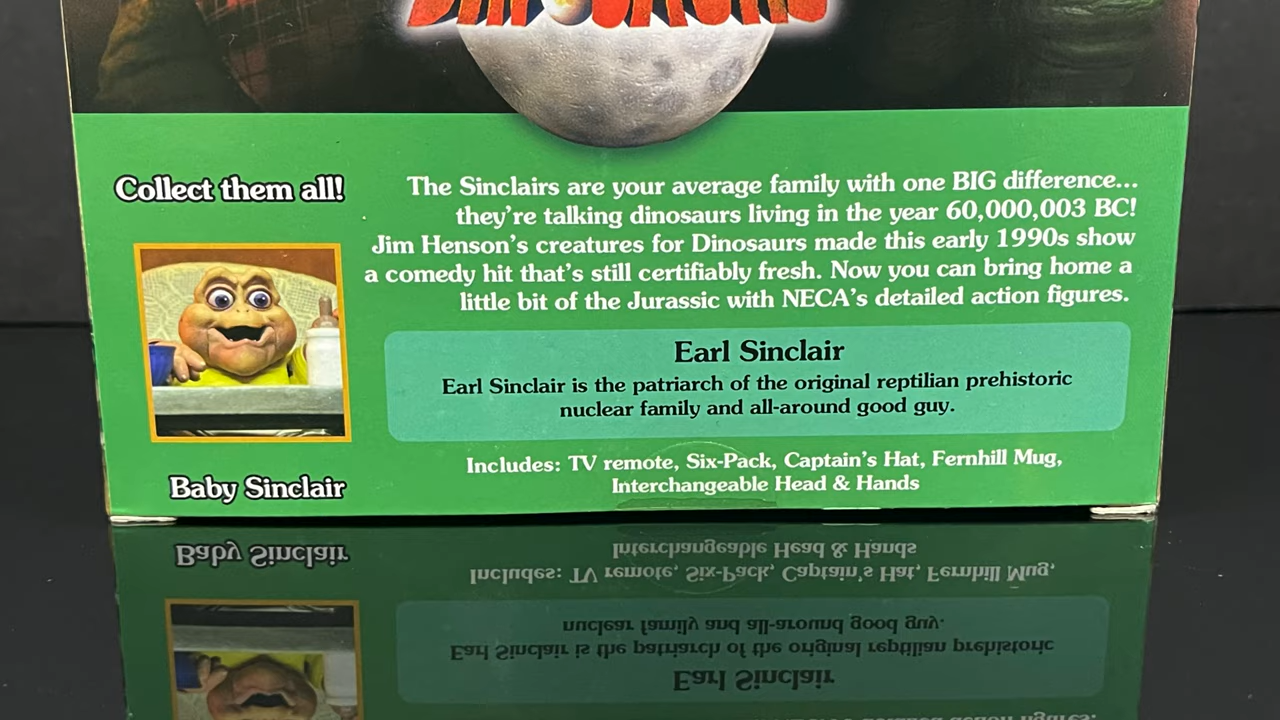 DINOSAURS
Collect them all!
The Sinclairs are your average family with one BIG difference...
they're talking dinosaurs living in the year 60,000,003 BC!
Jim Henson's creatures for Dinosaurs made this early 1990s show
a comedy hit that's still certifiably fresh. Now you can bring home a
little bit of the Jurassic with NECA's detailed action figures.
Earl Sinclair
Earl Sinclair is the patriarch of the original reptilian prehistoric
nuclear family and all-around good guy.
Includes: TV remote, Six-Pack, Captain's Hat, Fernhill Mug,
Interchangeable Head & Hands
Baby Sinclair